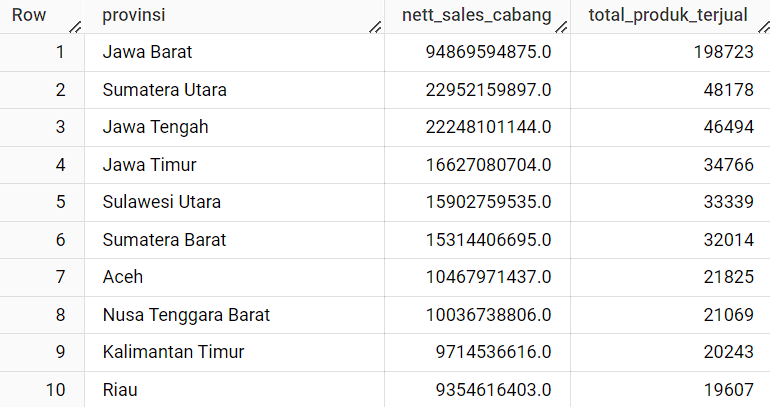 Row provinsi nett_sales_cabang total_produk_terjual
1 Jawa Barat 94869594875.0 198723
2 Sumatera Utara 22952159897.0 48178
3 Jawa Tengah 22248101144.0 46494
4 Jawa Timur 16627080704.0 34766
5 Sulawesi Utara 15902759535.0 33339
6 Sumatera Barat 15314406695.0 32014
7 Aceh 10467971437.0 21825
8 Nusa Tenggara Barat 10036738806.0 21069
9 Kalimantan Timur 9714536616.0 20243
10 Riau 9354616403.0 19607